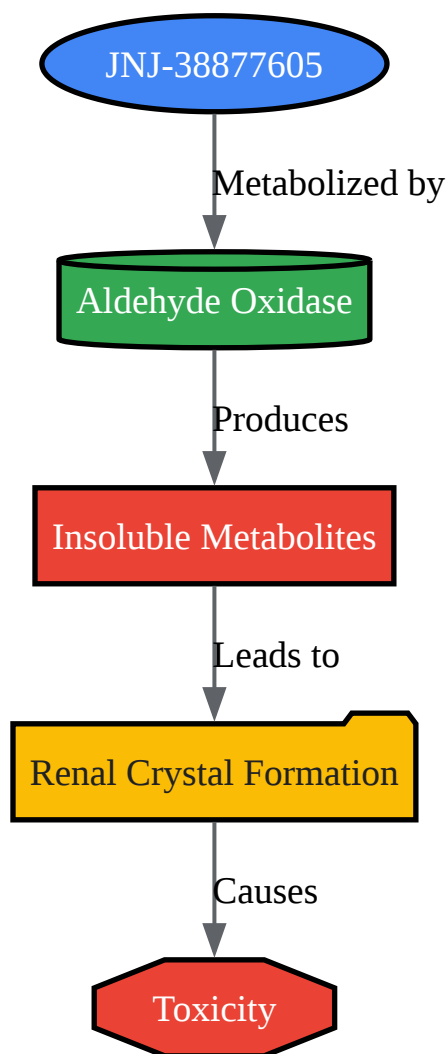 JNJ-38877605
Metabolized by
Aldehyde Oxidase
Produces
Insoluble Metabolites
Leads to
Renal Crystal Formation
Causes
Toxicity